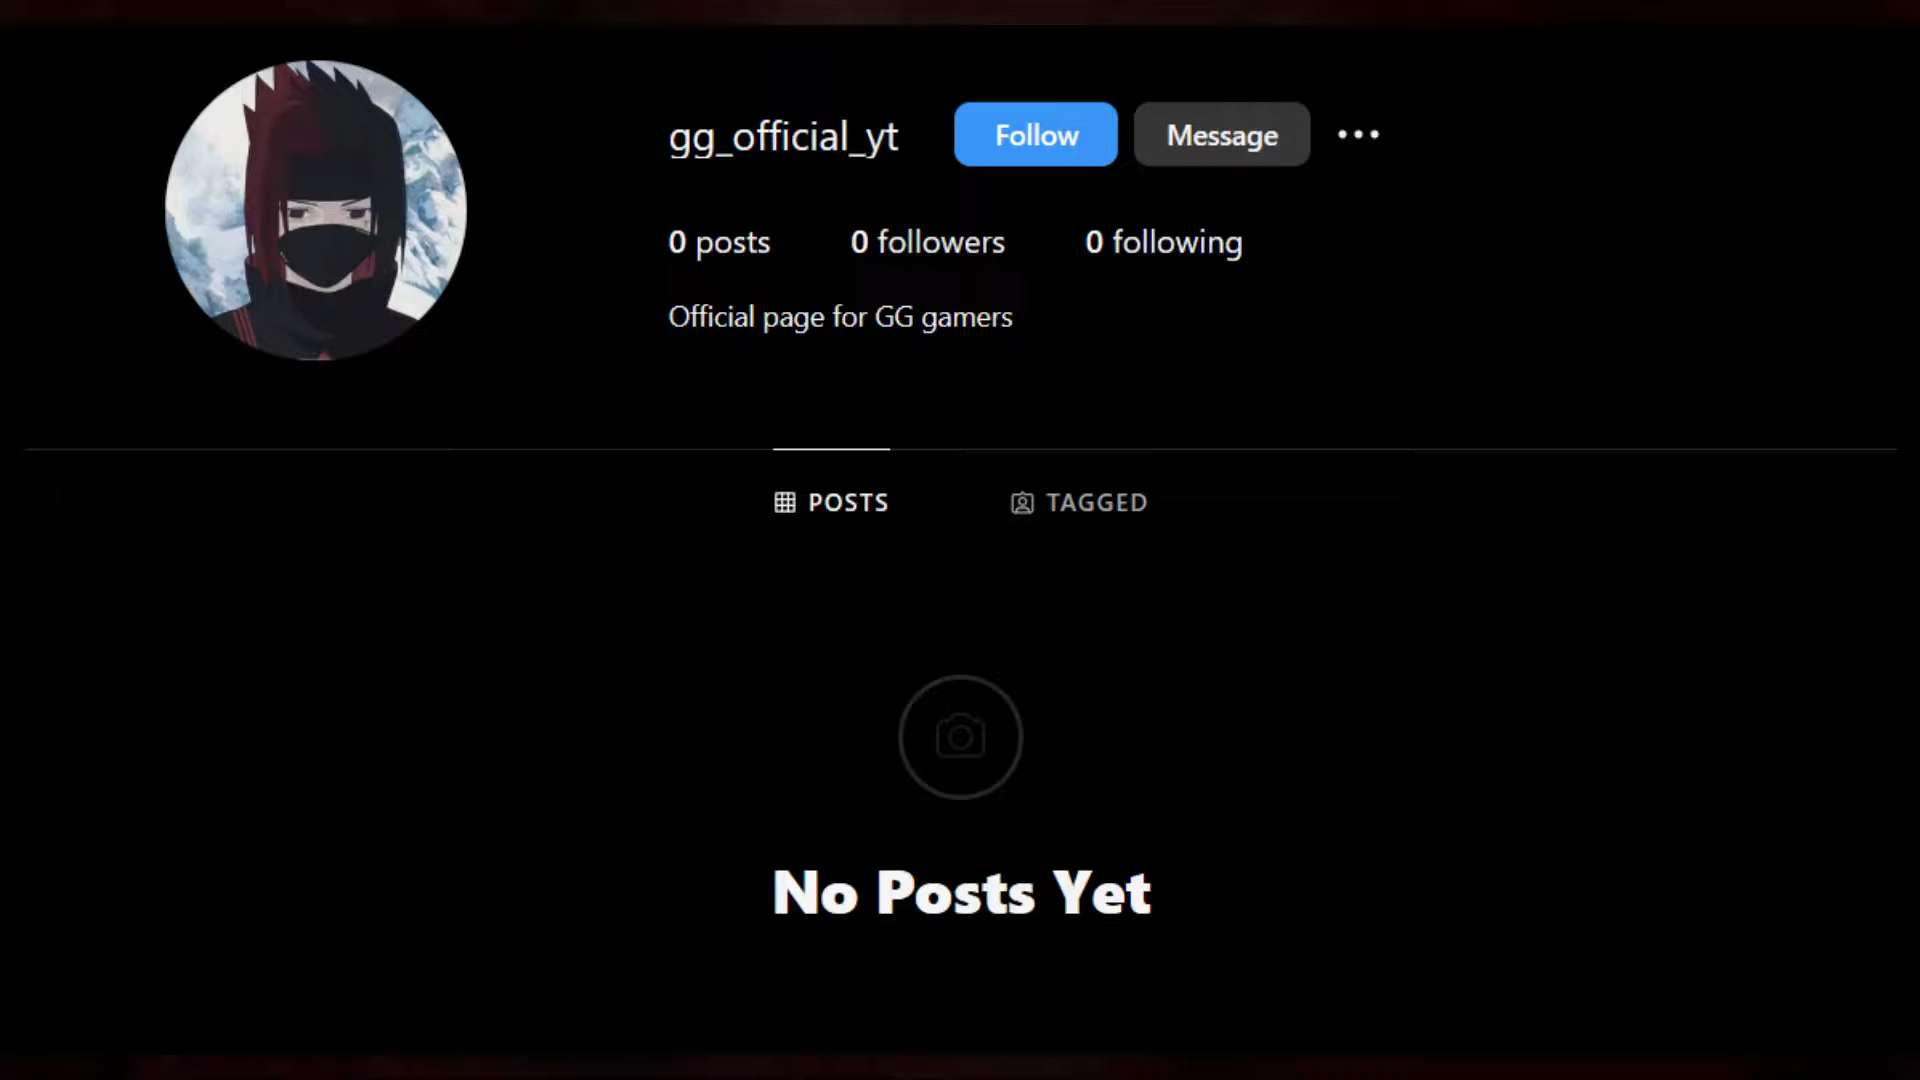 gg_official_yt Follow Message
0 posts 0 followers 0 following
Official page for GG gamers
POSTS TAGGED
No Posts Yet